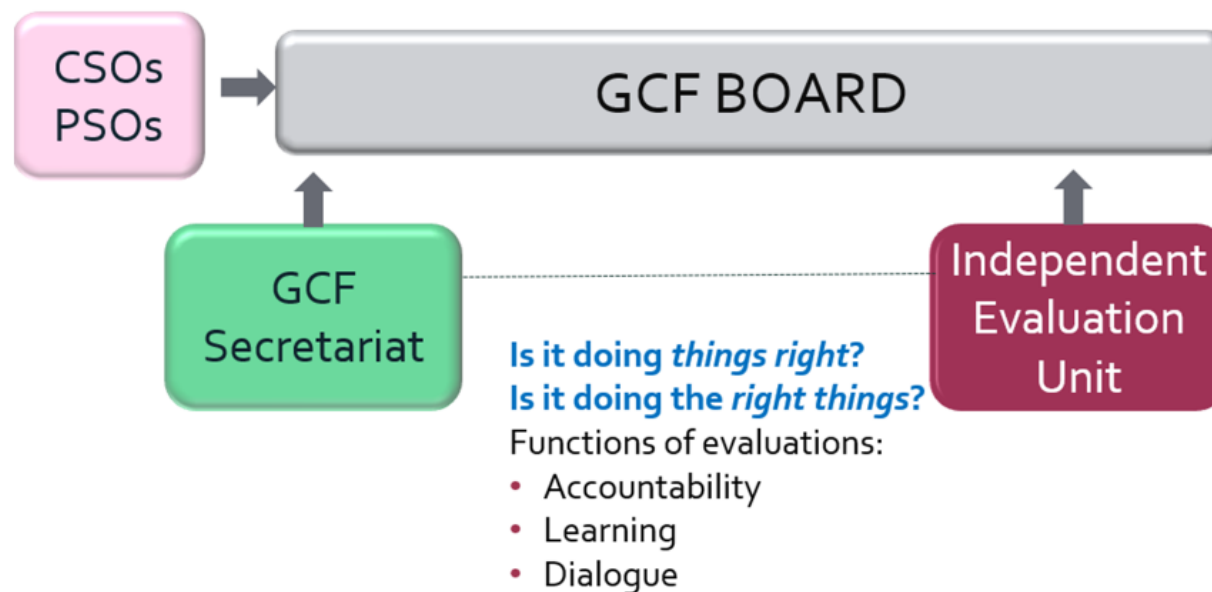 CSOs
PSOs
GCF BOARD
GCF
Secretariat
Independent
Evaluation
Unit
Is it doing things right?
Is it doing the right things?
Functions of evaluations:
• Accountability
• Learning
• Dialogue